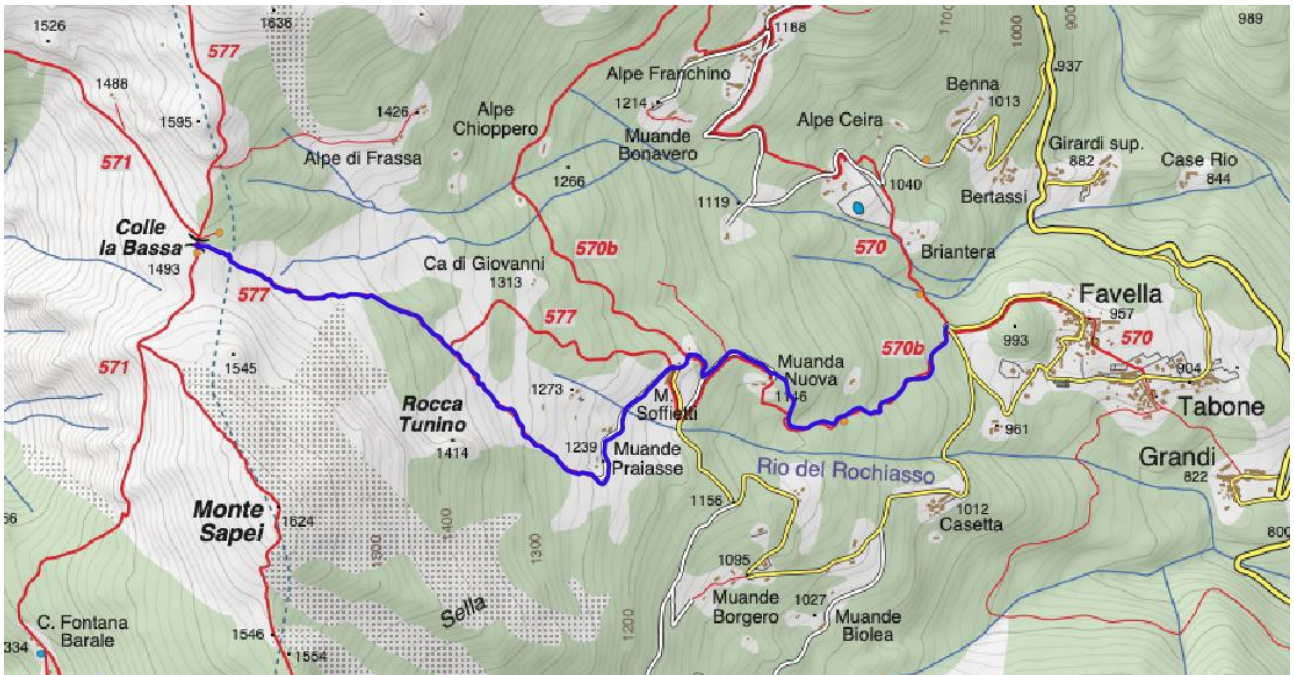 1526
1636
577
1488
1595
571
1426
Alpe di Frassa
Alpe
Chioppero
Alpe Franchino
1214
Muande
Bonavero
1188
1266
1119
Alpe Ceira
1040
1100
1000
900
937
989
Benna
1013
Bertassi
Girardi sup.
882
Case Rio
844
Colle
la Bassa
1493
577
570b
Ca di Giovanni
1313
577
570
Briantera
Favella
957
993
570
570b
571
1545
Rocca
Tunino
1414
1273
M.
Soffietti
Muanda
Nuova
1146
904
Tabone
961
1239
Muande
Praiasse
Rio del Rochiasso
Grandi
822
Monte
Sapei
1624
1156
1012
Casetta
800
1400
1300
1200
1095
Muande
Borgero
1027
Muande
Biolea
Sella
C. Fontana
Barale
334
1546
1554